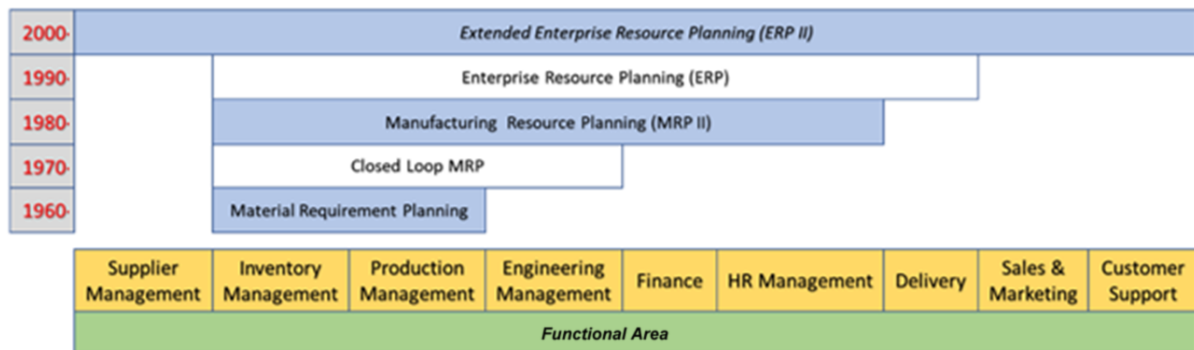 2000-
Extended Enterprise Resource Planning (ERP II)
1990-
Enterprise Resource Planning (ERP)
1980-
Manufacturing Resource Planning (MRP II)
1970-
Closed Loop MRP
1960-
Material Requirement Planning
Supplier
Management
Inventory
Management
Production
Management
Engineering
Management
Finance
HR Management
Delivery
Sales &
Marketing
Customer
Support
Functional Area